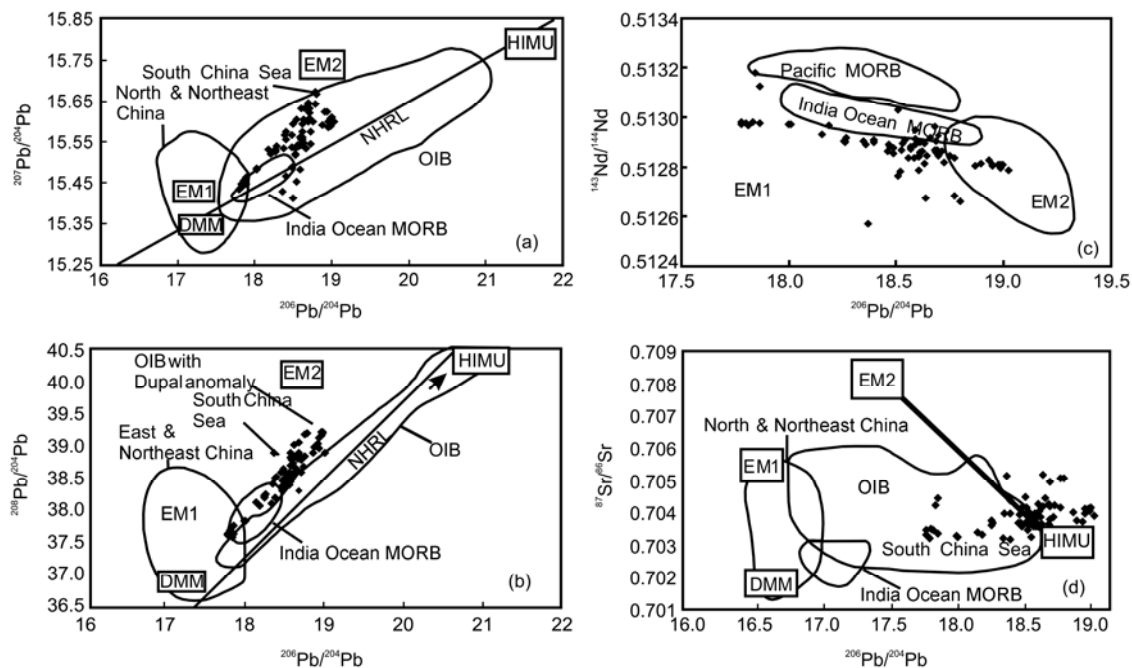 15.85
15.75
15.65
15.55
15.45
15.35
15.25
207Pb/204Pb
HIMU
EM2
South China Sea
North & Northeast
China
NHRL
OIB
EM1
DMM
India Ocean MORB
(a)
16 17 18 19 20 21 22
206Pb/204Pb
0.5134
0.5132
0.5130
0.5128
0.5126
0.5124
143Nd/144Nd
Pacific MORB
India Ocean MORB
EM1
EM2
(c)
17.5 18.0 18.5 19.0 19.5
206Pb/204Pb
40.5
40.0
39.5
39.0
38.5
38.0
37.5
37.0
36.5
208Pb/204Pb
OIB with
Dupal anomaly
EM2
HIMU
South China
Sea
East &
Northeast China
NHRL
OIB
EM1
India Ocean MORB
DMM
(b)
16 17 18 19 20 21 22
206Pb/204Pb
0.709
0.708
0.707
0.706
0.705
0.704
0.703
0.702
0.701
87Sr/86Sr
EM2
North & Northeast China
EM1
OIB
HIMU
South China Sea
DMM
India Ocean MORB
(d)
16.0 16.5 17.0 17.5 18.0 18.5 19.0
206Pb/204Pb